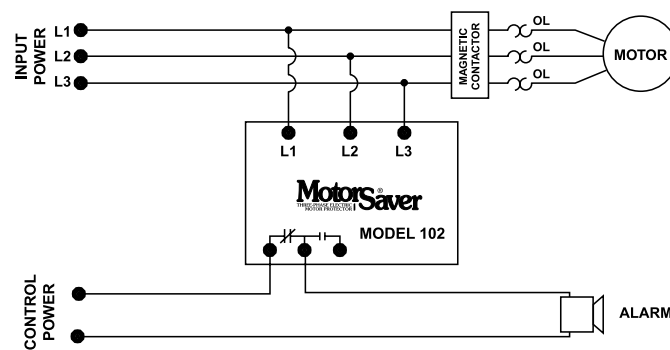 INPUT
POWER
L1
L2
L3
MAGNETIC
CONTACTOR
OL
OL
OL
MOTOR
L1 L2 L3
MotorSaver®
THREE-PHASE ELECTRIC
MOTOR PROTECTOR
MODEL 102
CONTROL
POWER
ALARM